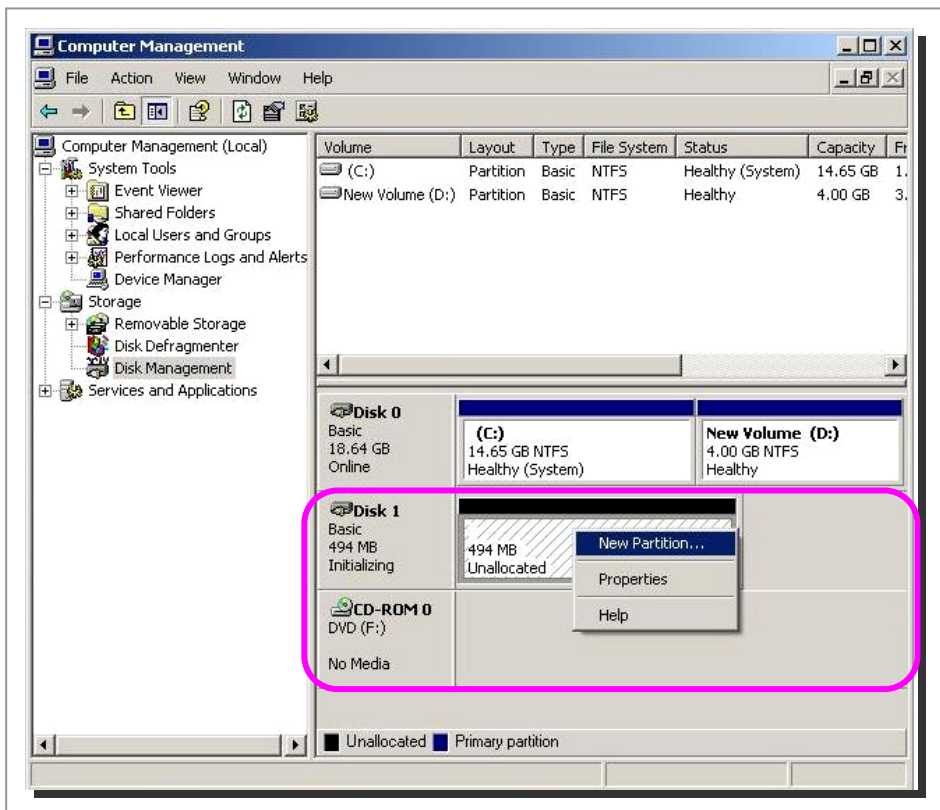 Computer Management
File Action View Window Help
Computer Management (Local)
System Tools
Event Viewer
Shared Folders
Local Users and Groups
Performance Logs and Alerts
Device Manager
Storage
Removable Storage
Disk Defragmenter
Disk Management
Services and Applications
Volume Layout Type File System Status Capacity
(C:) Partition Basic NTFS Healthy (System) 14.65 GB 1.
New Volume (D:) Partition Basic NTFS Healthy 4.00 GB 3.
Disk 0
Basic
18.64 GB
Online
(C:)
14.65 GB NTFS
Healthy (System)
New Volume (D:)
4.00 GB NTFS
Healthy
Disk 1
Basic
494 MB
Initializing
494 MB
Unallocated
New Partition...
Properties
Help
CD-ROM 0
DVD (F:)
No Media
Unallocated Primary partition